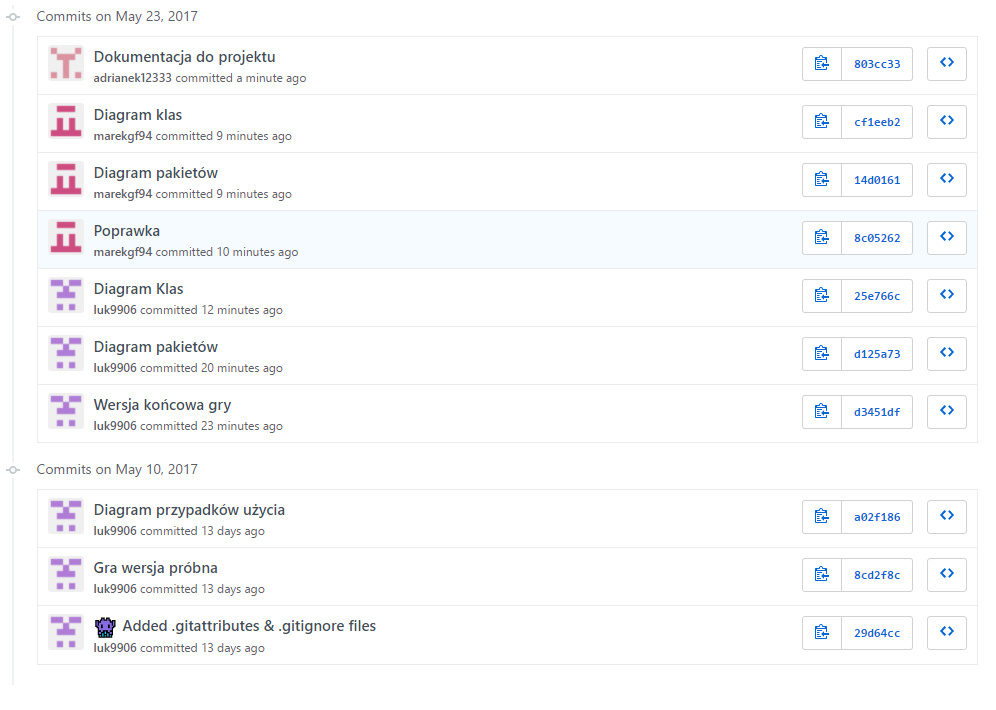 Commits on May 23, 2017
Dokumentacja do projektu
adrianek12333 committed a minute ago
803cc33
Diagram klas
marekgf94 committed 9 minutes ago
cf1eeb2
Diagram pakietów
marekgf94 committed 9 minutes ago
14d0161
Poprawka
marekgf94 committed 10 minutes ago
8c05262
Diagram Klas
luk9906 committed 12 minutes ago
25e766c
Diagram pakietów
luk9906 committed 20 minutes ago
d125a73
Wersja końcowa gry
luk9906 committed 23 minutes ago
d3451df
Commits on May 10, 2017
Diagram przypadków użycia
luk9906 committed 13 days ago
a02f186
Gra wersja próbna
luk9906 committed 13 days ago
8cd2f8c
Added .gitattributes & .gitignore files
luk9906 committed 13 days ago
29d64cc